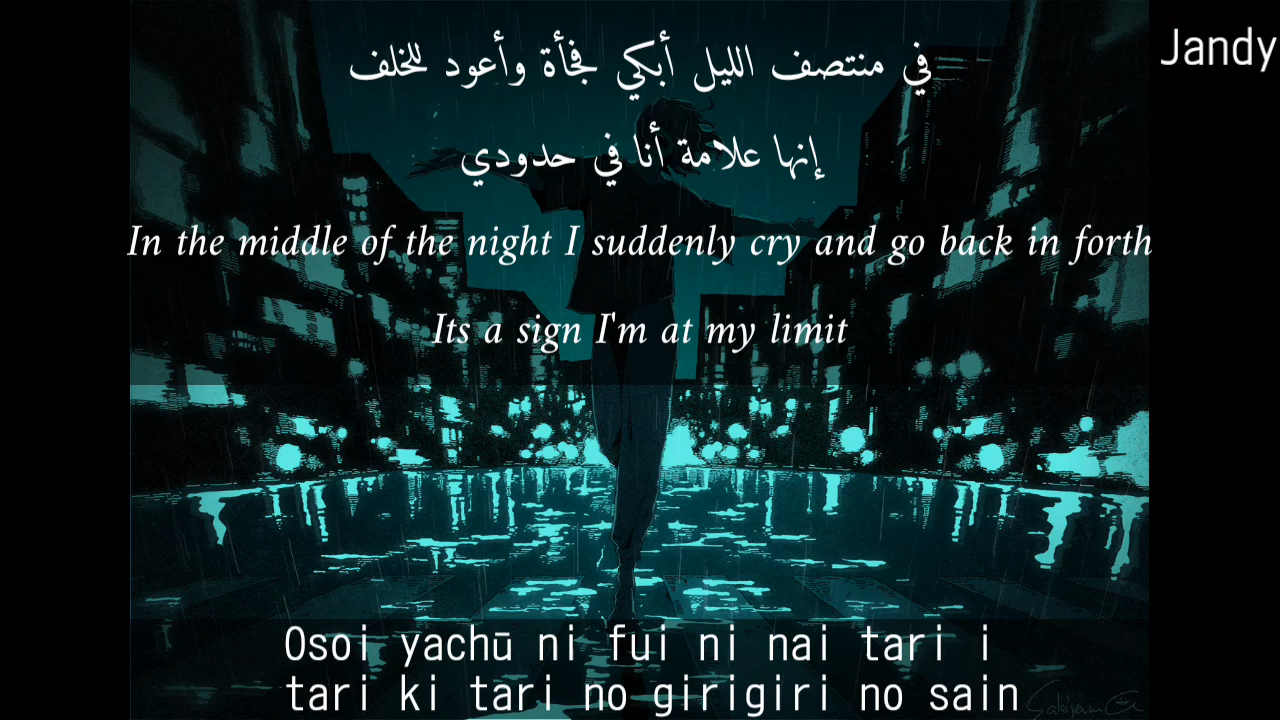 Jandy
في منتصف الليل أبكي فجأة وأعود للخلف
إنها علامة أنا في حدودي
In the middle of the night I suddenly cry and go back in forth
Its a sign I'm at my limit
Osoi yachū ni fui ni nai tari i
tari ki tari no girigiri no sain